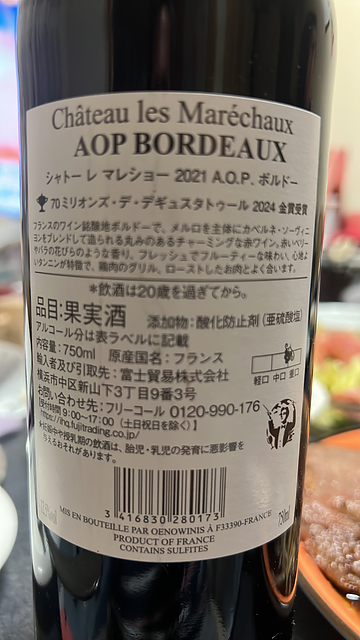 Château les Maréchaux
AOP BORDEAUX
シャトー レ マレショー 2021 A.O.P. ボルドー
70 ミリオンズ・デ・デギュスタトゥール 2024 金賞受賞
フランスのワイン銘醸地ボルドーで、メルロを主体にカベルネ・ソーヴィニ
ヨンをブレンドして造られる丸みのあるチャーミングな赤ワイン。赤いベリー
やバラの花びらのような香り。フレッシュでフルーティーな味わい、心地よ
いタンニンが特徴で、鶏肉のグリル、ローストしたお肉とよく合います。
＊飲酒は20歳を過ぎてから。
品目:果実酒 添加物：酸化防止剤（亜硫酸塩）
アルコール分は表ラベルに記載
内容量：750ml 原産国名：フランス
輸入者及び引取先：富士貿易株式会社
横浜市中区新山下3丁目9番3号
お問い合わせ先：フリーコール 0120-990-176
【受付時間 9:00～17:00（土日祝日を除く）】
https://ihq.fujitrading.co.jp/
＊妊娠中や授乳期の飲酒は、胎児・乳児の発育に悪影響を
与えるおそれがあります。
軽口 中口 重口
3 416830 280173
MIS EN BOUTEILLE PAR OENOWINIS À F33390-FRANCE
PRODUCT OF FRANCE
CONTAINS SULFITES
750ml